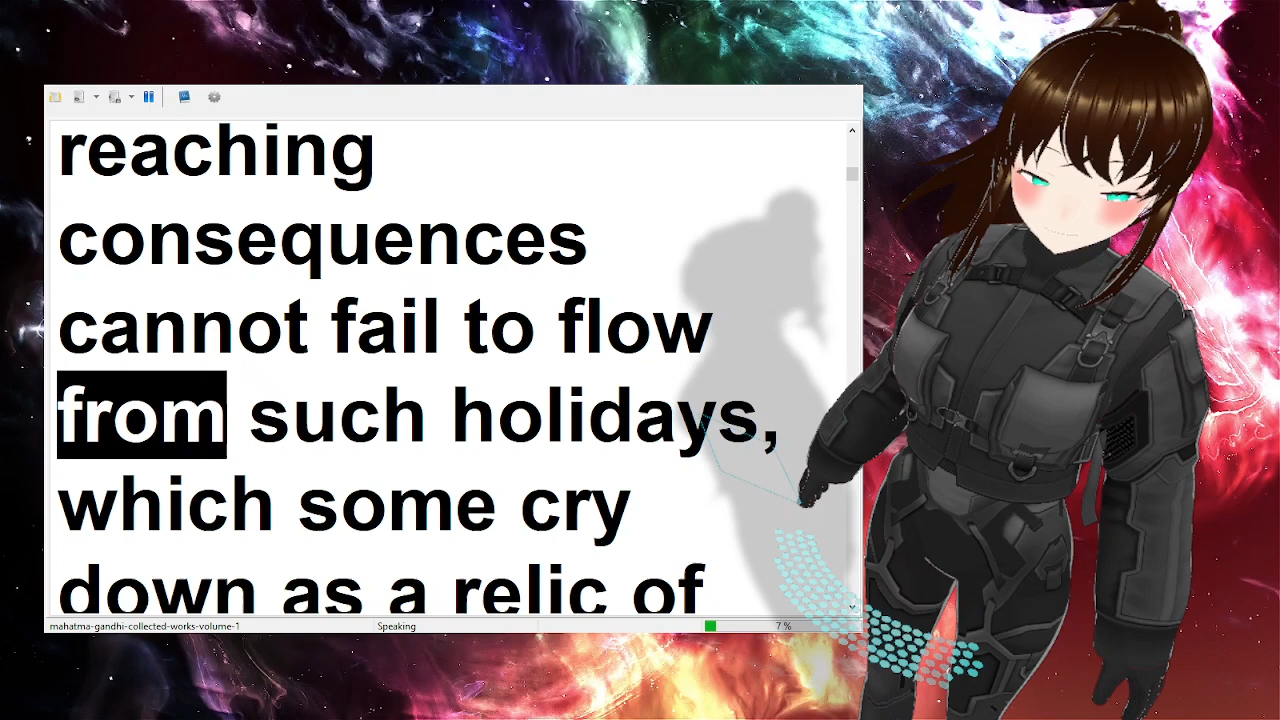 reaching
consequences
cannot fail to flow
from such holidays,
which some cry
down as a relic of
mahatma-gandhi-collected-works-volume-1 Speaking 7 %